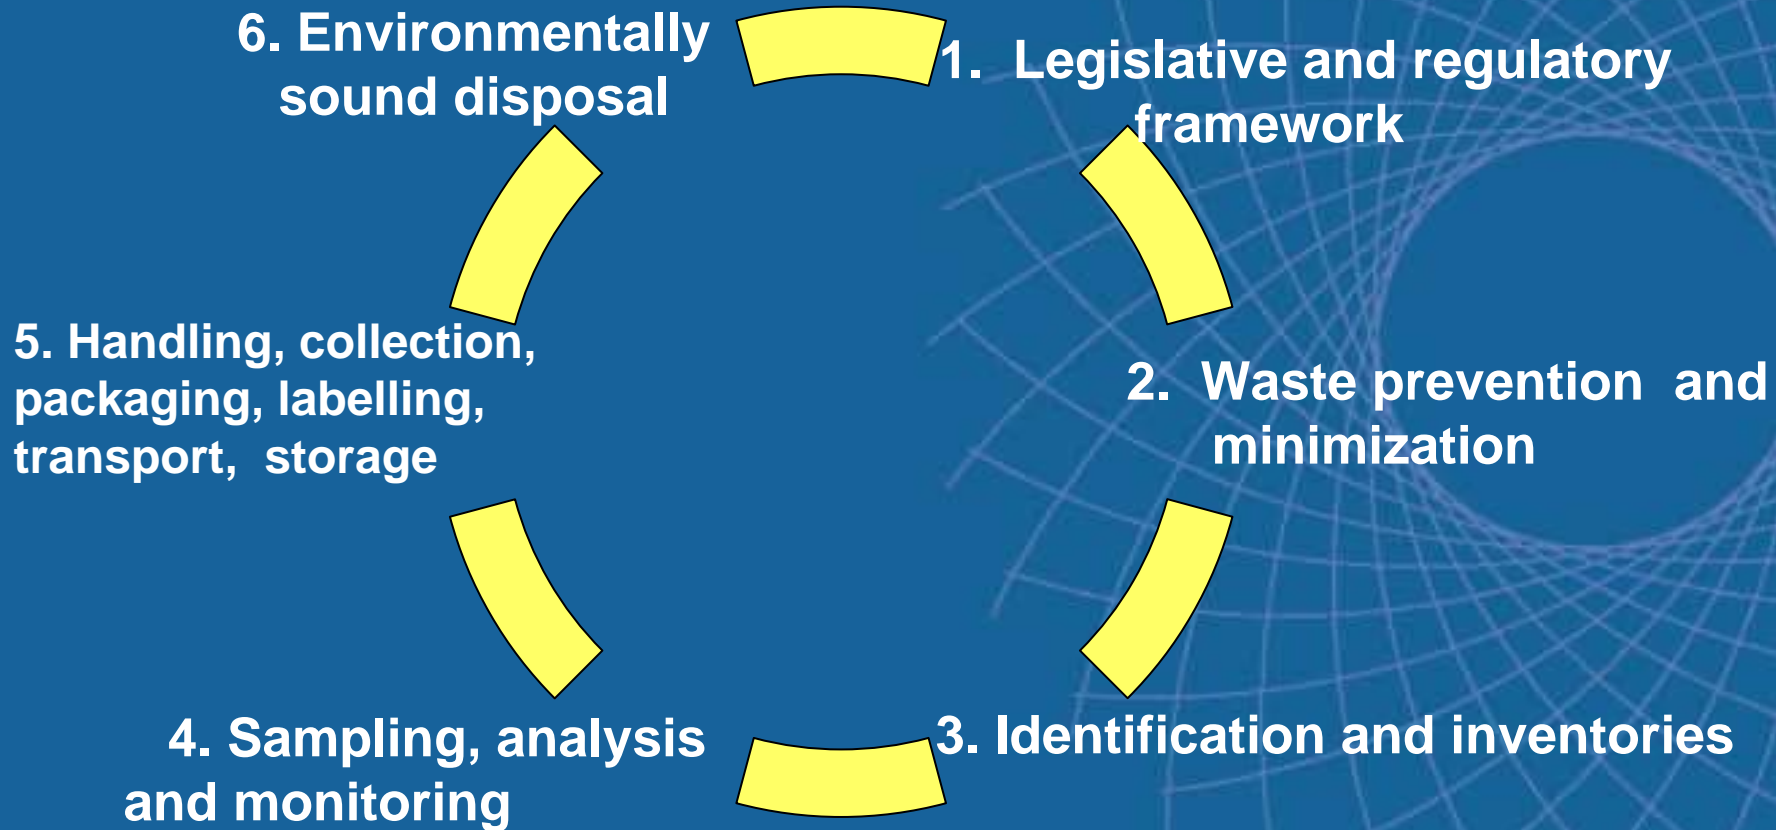 1. Legislative and regulatory
framework
2. Waste prevention and
minimization
3. Identification and inventories
4. Sampling, analysis
and monitoring
5. Handling, collection,
packaging, labelling,
transport, storage
6. Environmentally
sound disposal